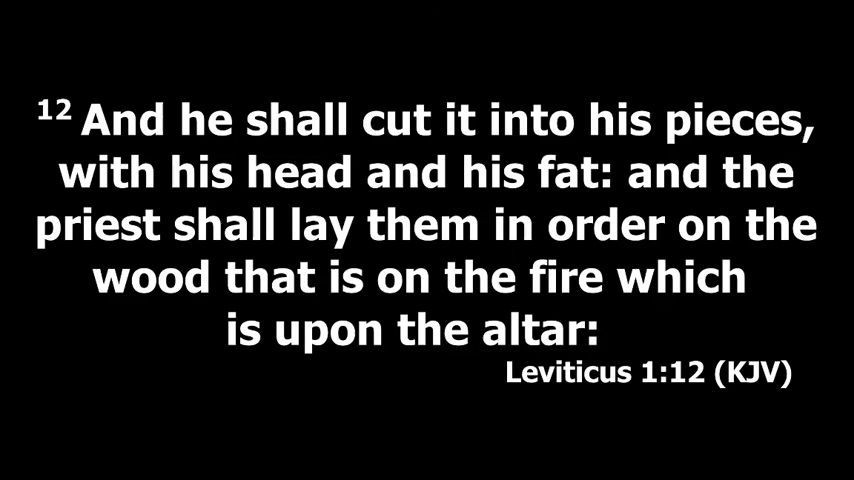 12 And he shall cut it into his pieces,
with his head and his fat: and the
priest shall lay them in order on the
wood that is on the fire which
is upon the altar:
Leviticus 1:12 (KJV)